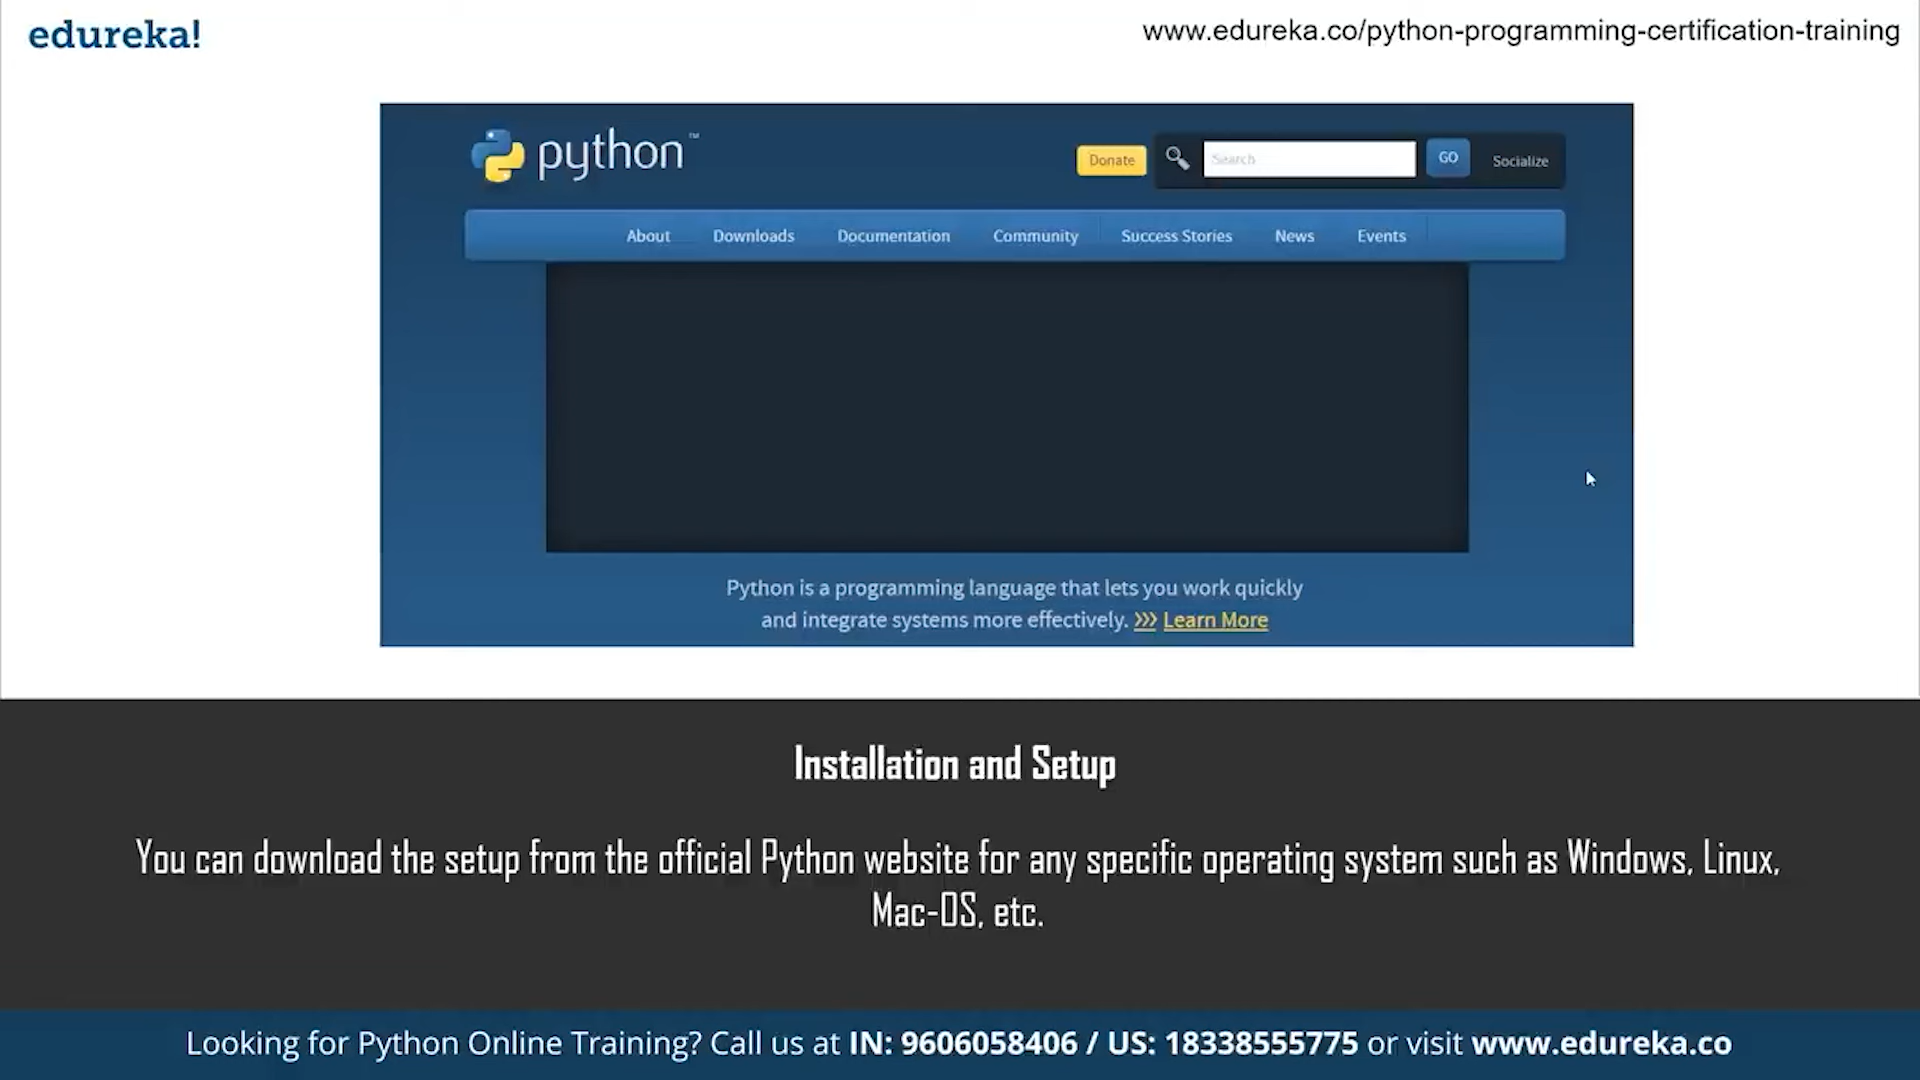 edureka!
www.edureka.co/python-programming-certification-training
python™
Donate
Search
GO
Socialize
About Downloads Documentation Community Success Stories News Events
Python is a programming language that lets you work quickly
and integrate systems more effectively. >>> Learn More
Installation and Setup
You can download the setup from the official Python website for any specific operating system such as Windows, Linux,
Mac-OS, etc.
Looking for Python Online Training? Call us at IN: 9606058406 / US: 18338555775 or visit www.edureka.co